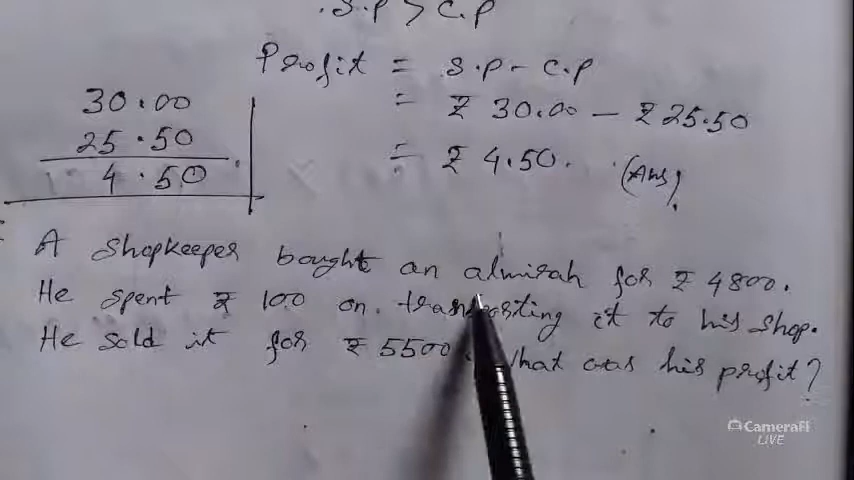 S.P > C.P
Profit = S.P - C.P
30.00
25.50
4.50
= ₹ 30.00 - ₹ 25.50
= ₹ 4.50. (Ans)
A shopkeeper bought an almirah for ₹ 4800.
He spent ₹ 100 on transporting it to his shop.
He sold it for ₹ 5500. What was his profit?
CameraFi
LIVE